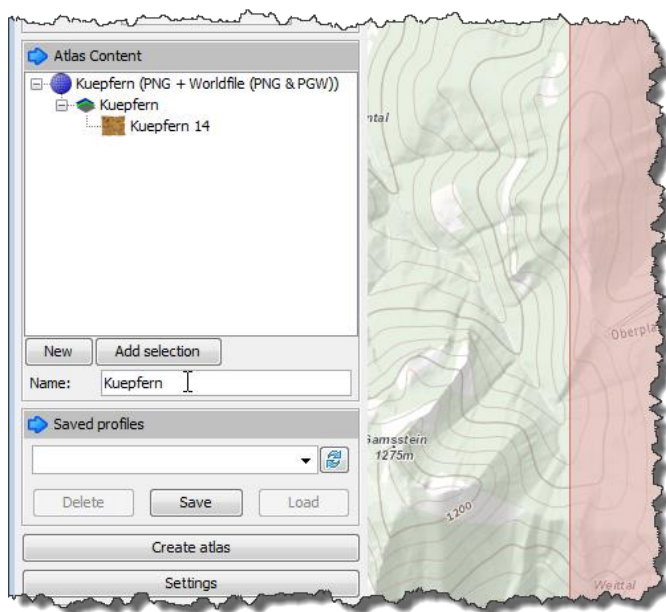 Atlas Content
Kuepfern (PNG + Worldfile (PNG & PGW))
Kuepfern
Kuepfern 14
New
Add selection
Name:
Kuepfern
Saved profiles
Delete
Save
Load
Create atlas
Settings
ntal
Oberpla
Gamsstein
1275m
1200
Weittal